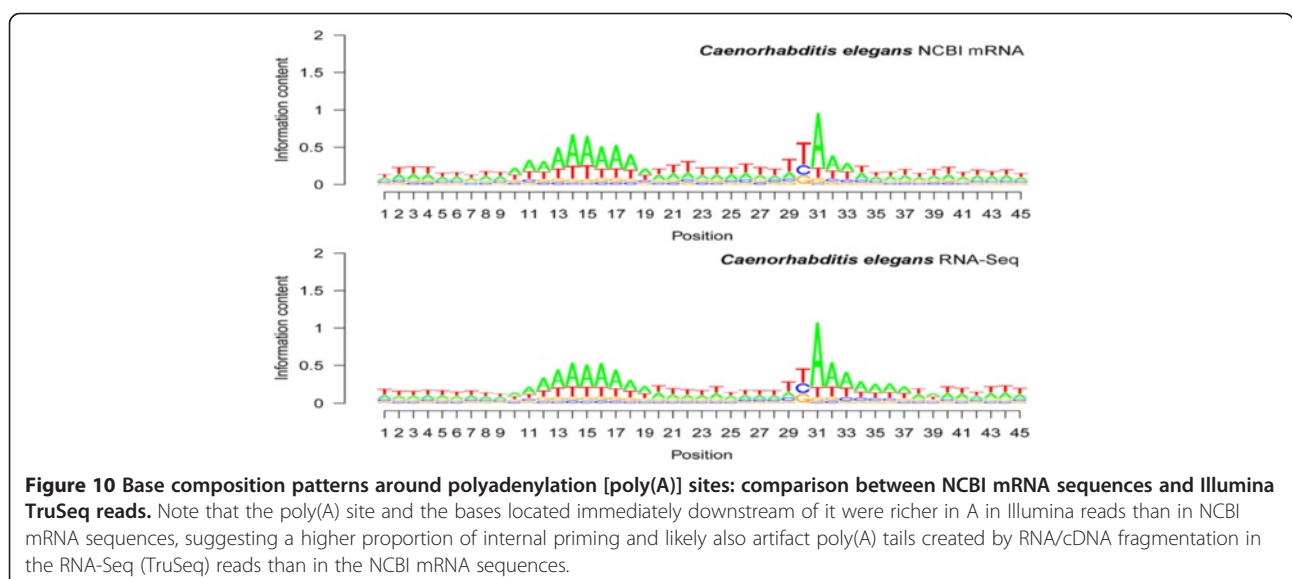 2
Caenorhabditis elegans NCBI mRNA
1.5
1
0.5
0
Information content
1 2 3 4 5 6 7 8 9 11 13 15 17 19 21 23 25 27 29 31 33 35 37 39 41 43 45
Position
2
Caenorhabditis elegans RNA-Seq
1.5
1
0.5
0
Information content
1 2 3 4 5 6 7 8 9 11 13 15 17 19 21 23 25 27 29 31 33 35 37 39 41 43 45
Position
Figure 10 Base composition patterns around polyadenylation [poly(A)] sites: comparison between NCBI mRNA sequences and Illumina
TruSeq reads. Note that the poly(A) site and the bases located immediately downstream of it were richer in A in Illumina reads than in NCBI
mRNA sequences, suggesting a higher proportion of internal priming and likely also artifact poly(A) tails created by RNA/cDNA fragmentation in
the RNA-Seq (TruSeq) reads than in the NCBI mRNA sequences.